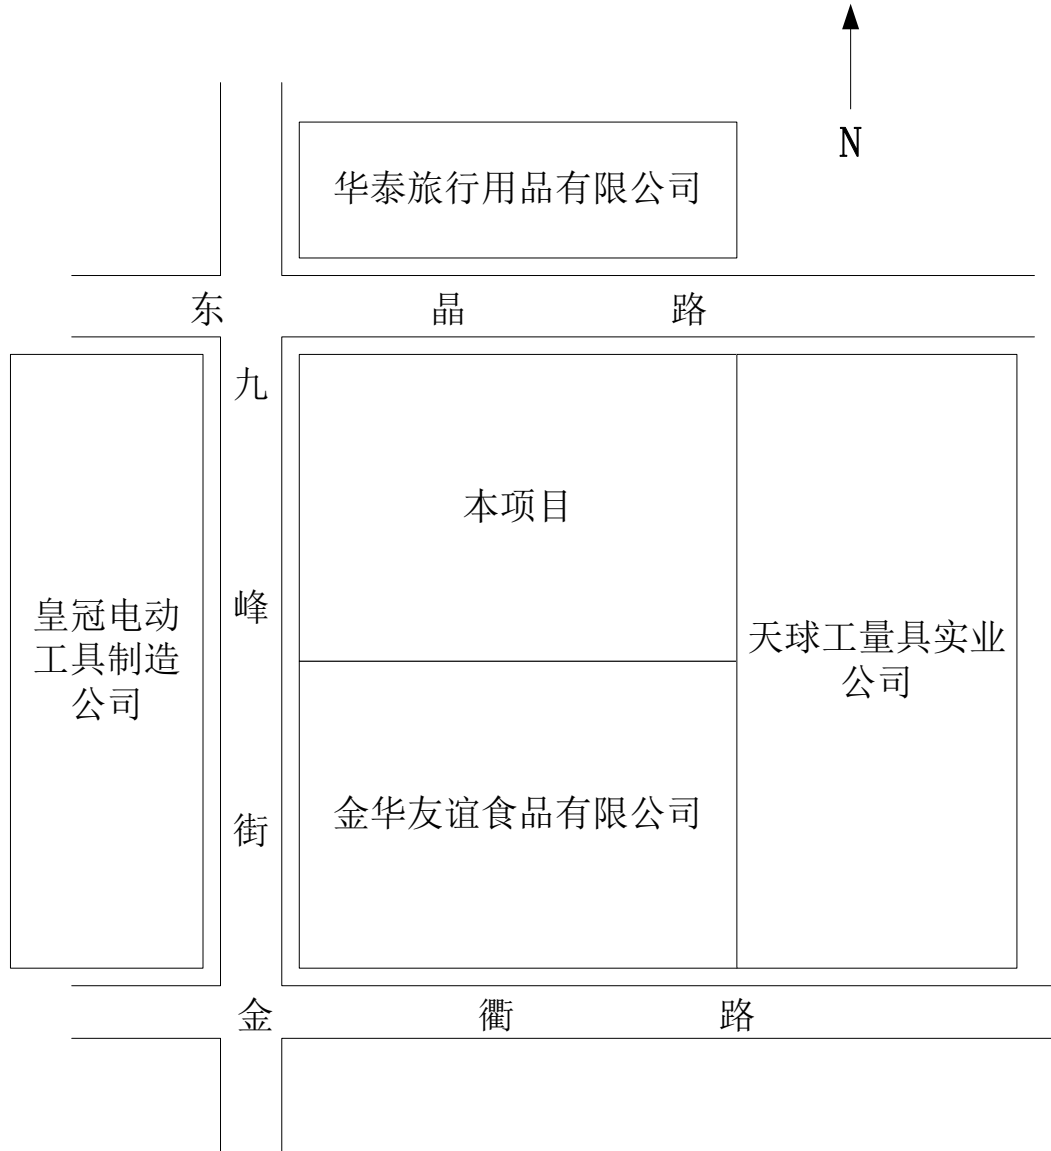 N
华泰旅行用品有限公司
东晶路
九峰街
本项目
皇冠电动
工具制造
公司
天球工量具实业
公司
金华友谊食品有限公司
金衢路